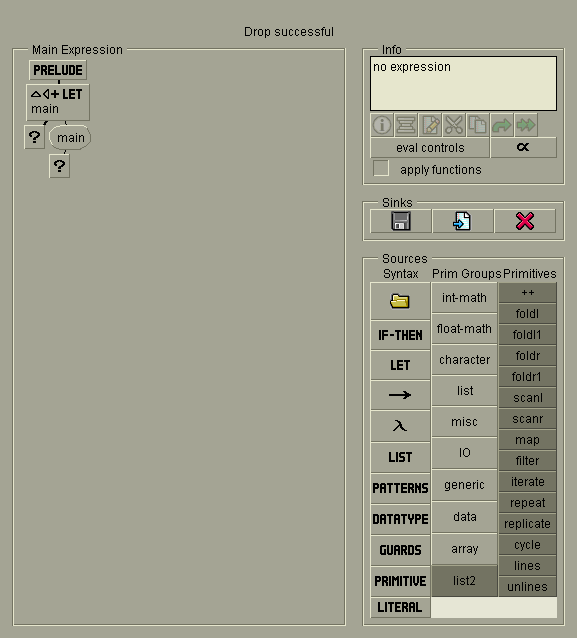 Drop successful
Main Expression
PRELUDE
LET
main
?
main
?
Info
no expression
eval controls
∝
apply functions
Sinks
Sources
Syntax
Prim Groups
Primitives
IF-THEN
LET
→
λ
LIST
PATTERNS
DATATYPE
GUARDS
PRIMITIVE
LITERAL
int-math
float-math
character
list
misc
IO
generic
data
array
list2
++
foldl
foldl1
foldr
foldr1
scanl
scanr
map
filter
iterate
repeat
replicate
cycle
lines
unlines